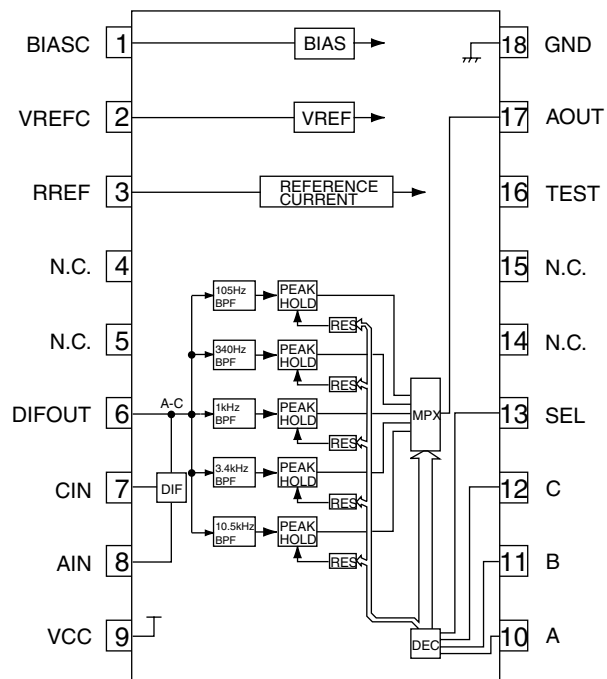 BIASC 1 BIAS 18 GND
VREFC 2 VREF 17 AOUT
RREF 3 REFERENCE CURRENT 16 TEST
N.C. 4 15 N.C.
105Hz BPF PEAK HOLD
RES
N.C. 5 14 N.C.
340Hz BPF PEAK HOLD
RES
DIFOUT 6 A-C 1kHz BPF PEAK HOLD MPX 13 SEL
RES
CIN 7 DIF 3.4kHz BPF PEAK HOLD 12 C
RES
AIN 8 10.5kHz BPF PEAK HOLD 11 B
RES
VCC 9 DEC 10 A